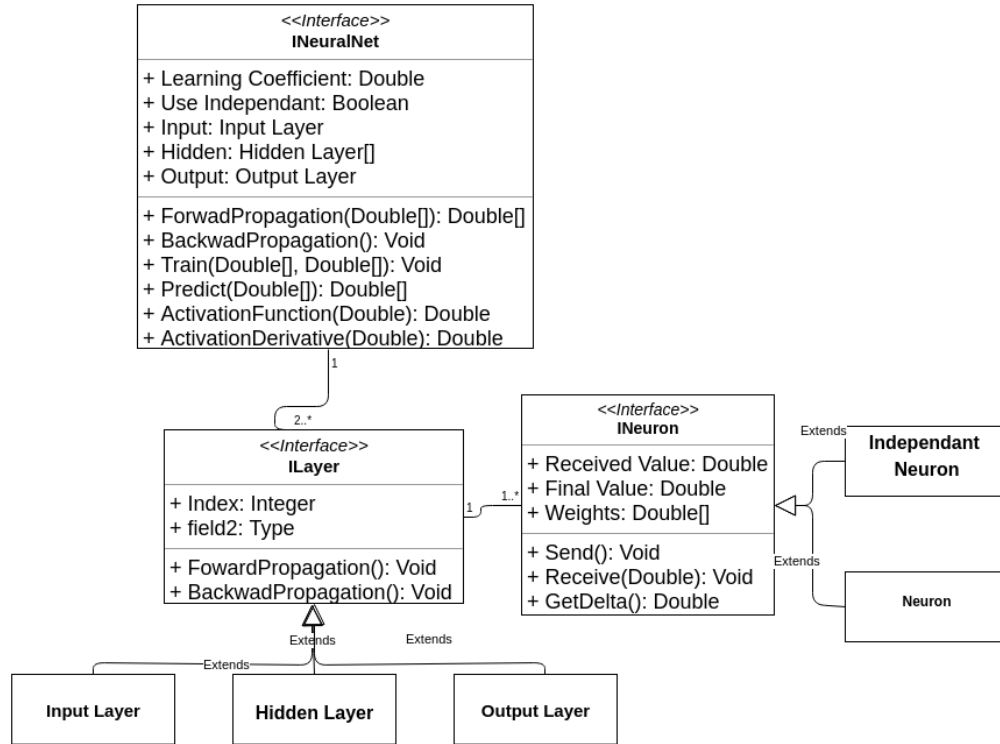 <<Interface>>
INeuralNet
+ Learning Coefficient: Double
+ Use Independant: Boolean
+ Input: Input Layer
+ Hidden: Hidden Layer[]
+ Output: Output Layer
+ ForwadPropagation(Double[]): Double[]
+ BackwadPropagation(): Void
+ Train(Double[], Double[]): Void
+ Predict(Double[]): Double[]
+ ActivationFunction(Double): Double
+ ActivationDerivative(Double): Double
1
2..*
<<Interface>>
ILayer
+ Index: Integer
+ field2: Type
+ FowardPropagation(): Void
+ BackwadPropagation(): Void
1
1..*
<<Interface>>
INeuron
+ Received Value: Double
+ Final Value: Double
+ Weights: Double[]
+ Send(): Void
+ Receive(Double): Void
+ GetDelta(): Double
Extends
Independant
Neuron
Extends
Neuron
Extends
Extends
Extends
Input Layer
Hidden Layer
Output Layer